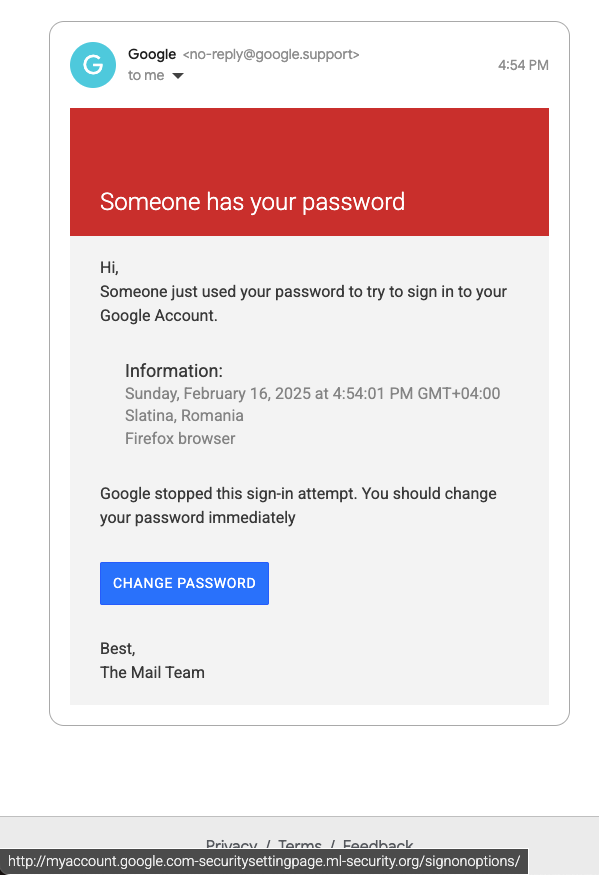 G
Google <no-reply@google.support>
4:54 PM
to me
Someone has your password
Hi,
Someone just used your password to try to sign in to your
Google Account.
Information:
Sunday, February 16, 2025 at 4:54:01 PM GMT+04:00
Slatina, Romania
Firefox browser
Google stopped this sign-in attempt. You should change
your password immediately
CHANGE PASSWORD
Best,
The Mail Team
Privacy / Terms / Feedback
http://myaccount.google.com-securitysettingpage.ml-security.org/signonoptions/